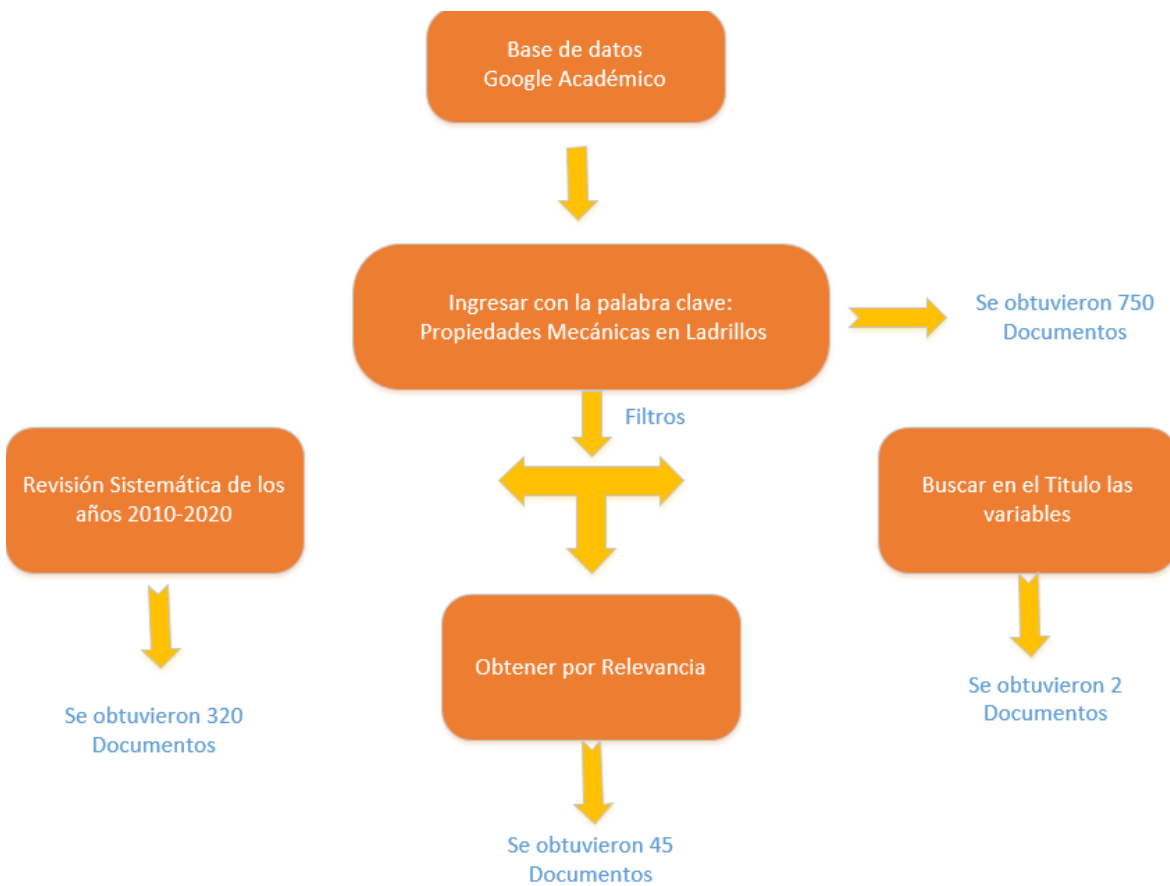 Base de datos
Google Académico
Ingresar con la palabra clave:
Propiedades Mecánicas en Ladrillos
Se obtuvieron 750
Documentos
Filtros
Revisión Sistemática de los
años 2010-2020
Buscar en el Titulo las
variables
Obtener por Relevancia
Se obtuvieron 320
Documentos
Se obtuvieron 2
Documentos
Se obtuvieron 45
Documentos